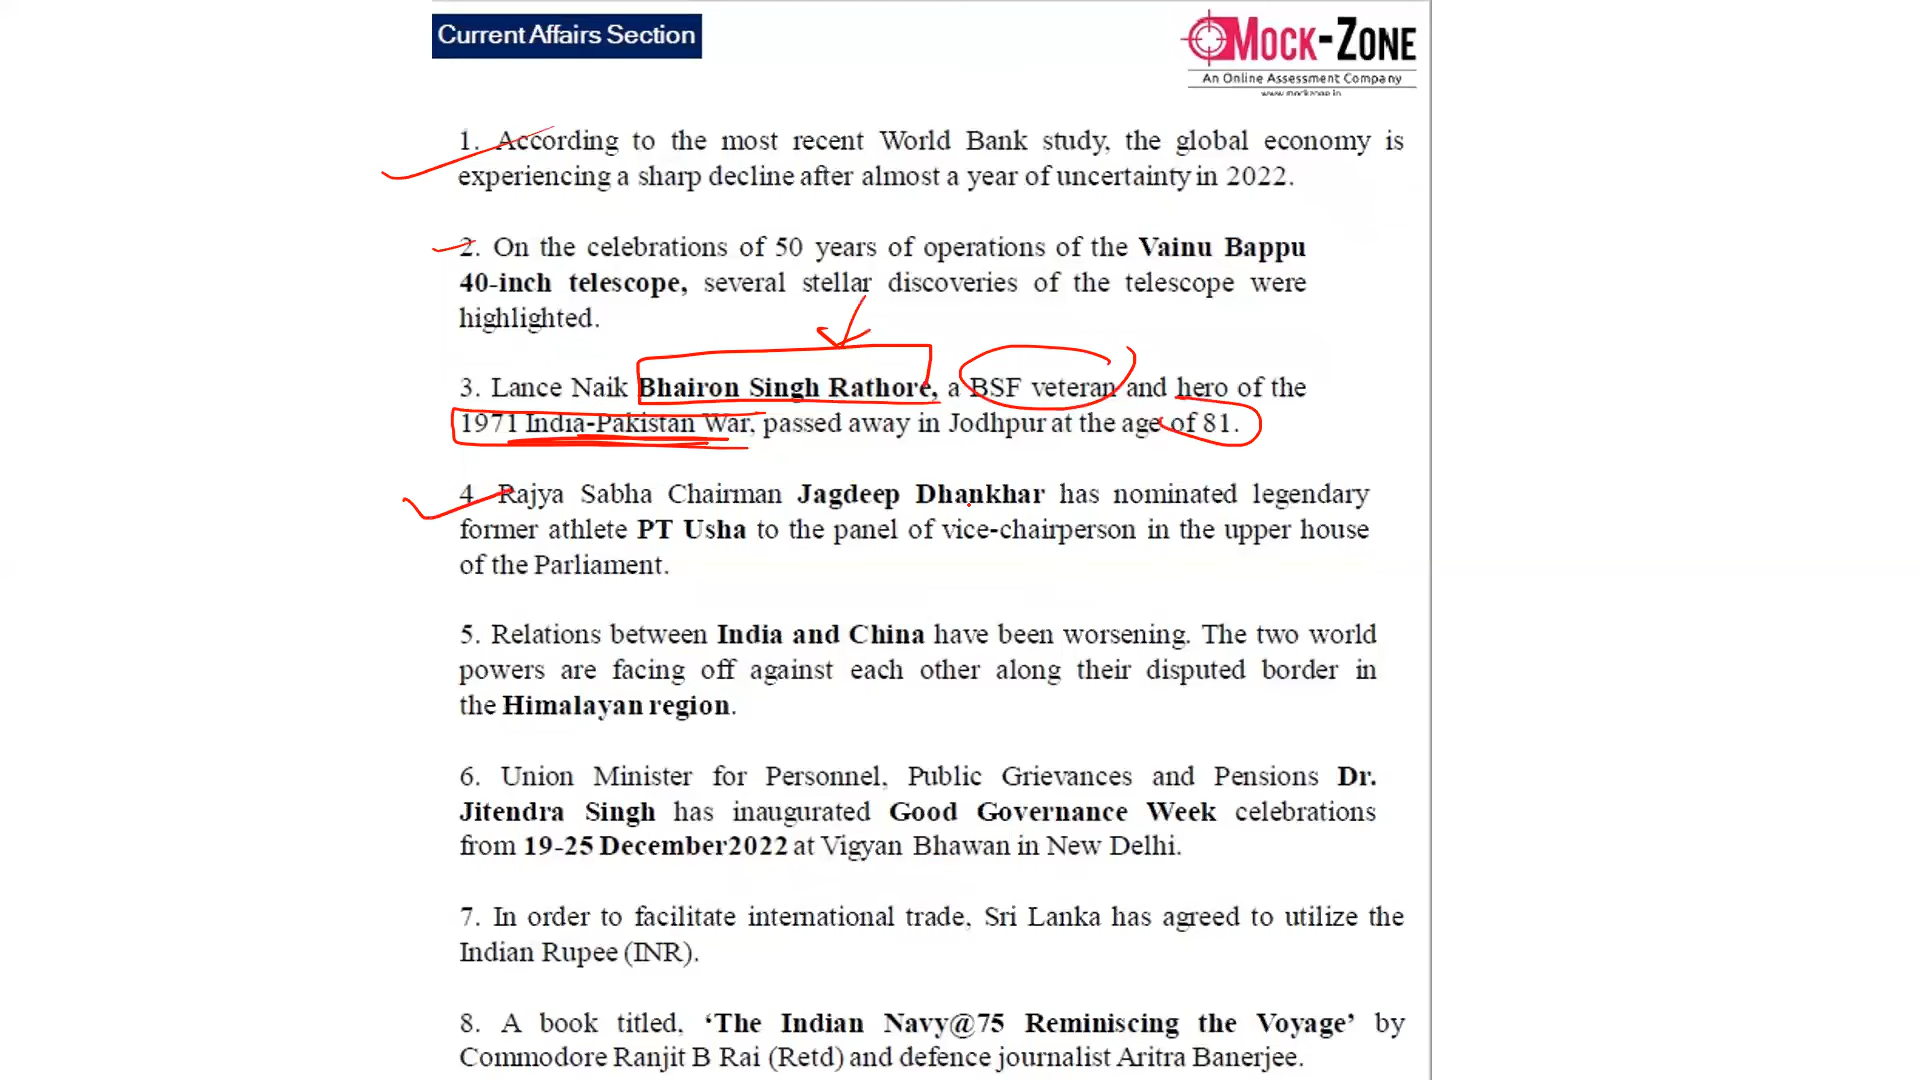 Current Affairs Section
MOCK-ZONE
An Online Assessment Company
www.mockzone.in
1. According to the most recent World Bank study, the global economy is
experiencing a sharp decline after almost a year of uncertainty in 2022.
2. On the celebrations of 50 years of operations of the Vainu Bappu
40-inch telescope, several stellar discoveries of the telescope were
highlighted.
3. Lance Naik Bhairon Singh Rathore, a BSF veteran and hero of the
1971 India-Pakistan War, passed away in Jodhpur at the age of 81.
4. Rajya Sabha Chairman Jagdeep Dhankhar has nominated legendary
former athlete PT Usha to the panel of vice-chairperson in the upper house
of the Parliament.
5. Relations between India and China have been worsening. The two world
powers are facing off against each other along their disputed border in
the Himalayan region.
6. Union Minister for Personnel, Public Grievances and Pensions Dr.
Jitendra Singh has inaugurated Good Governance Week celebrations
from 19-25 December2022 at Vigyan Bhawan in New Delhi.
7. In order to facilitate international trade, Sri Lanka has agreed to utilize the
Indian Rupee (INR).
8. A book titled, ‘The Indian Navy@75 Reminiscing the Voyage’ by
Commodore Ranjit B Rai (Retd) and defence journalist Aritra Banerjee.